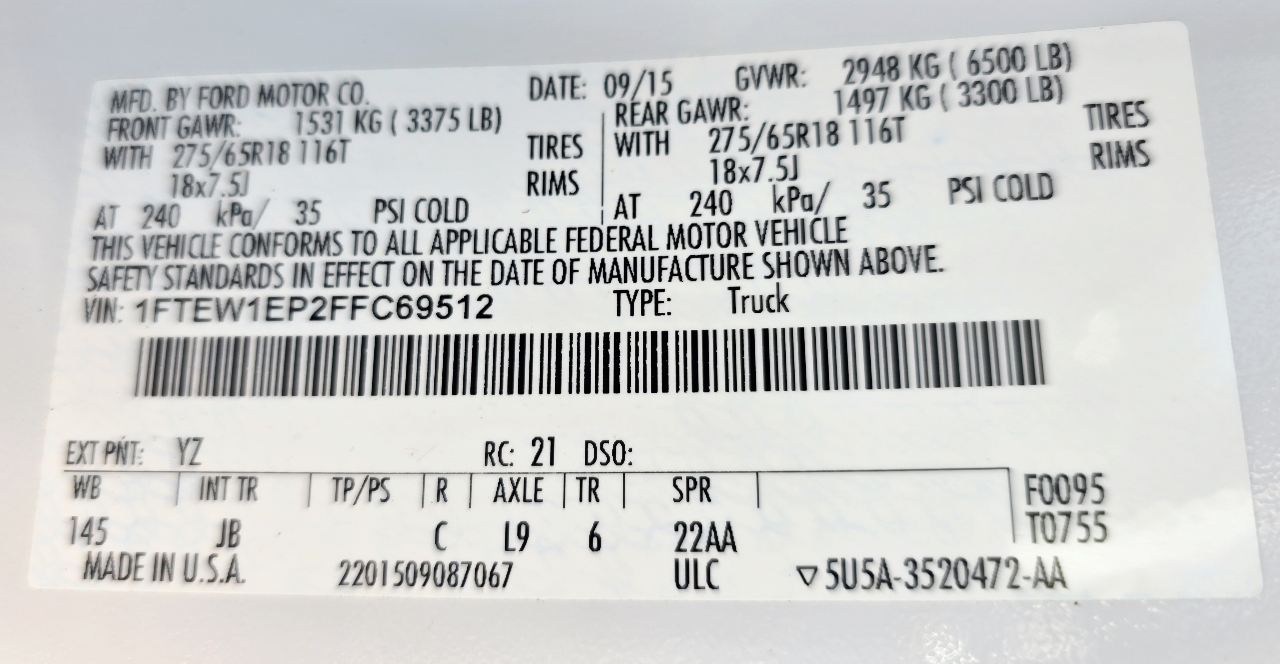 MFD. BY FORD MOTOR CO. DATE: 09/15 GVWR: 2948 KG ( 6500 LB)
FRONT GAWR: 1531 KG ( 3375 LB) REAR GAWR: 1497 KG ( 3300 LB)
WITH 275/65R18 116T TIRES WITH 275/65R18 116T TIRES
18x7.5J RIMS 18x7.5J RIMS
AT 240 kPa/ 35 PSI COLD AT 240 kPa/ 35 PSI COLD
THIS VEHICLE CONFORMS TO ALL APPLICABLE FEDERAL MOTOR VEHICLE
SAFETY STANDARDS IN EFFECT ON THE DATE OF MANUFACTURE SHOWN ABOVE.
VIN: 1FTEW1EP2FFC69512 TYPE: Truck
EXT PNT: YZ RC: 21 DSO:
WB INT TR TP/PS R AXLE TR SPR F0095
145 JB C L9 6 22AA T0755
MADE IN U.S.A. 2201509087067 ULC ▽5U5A-3520472-AA